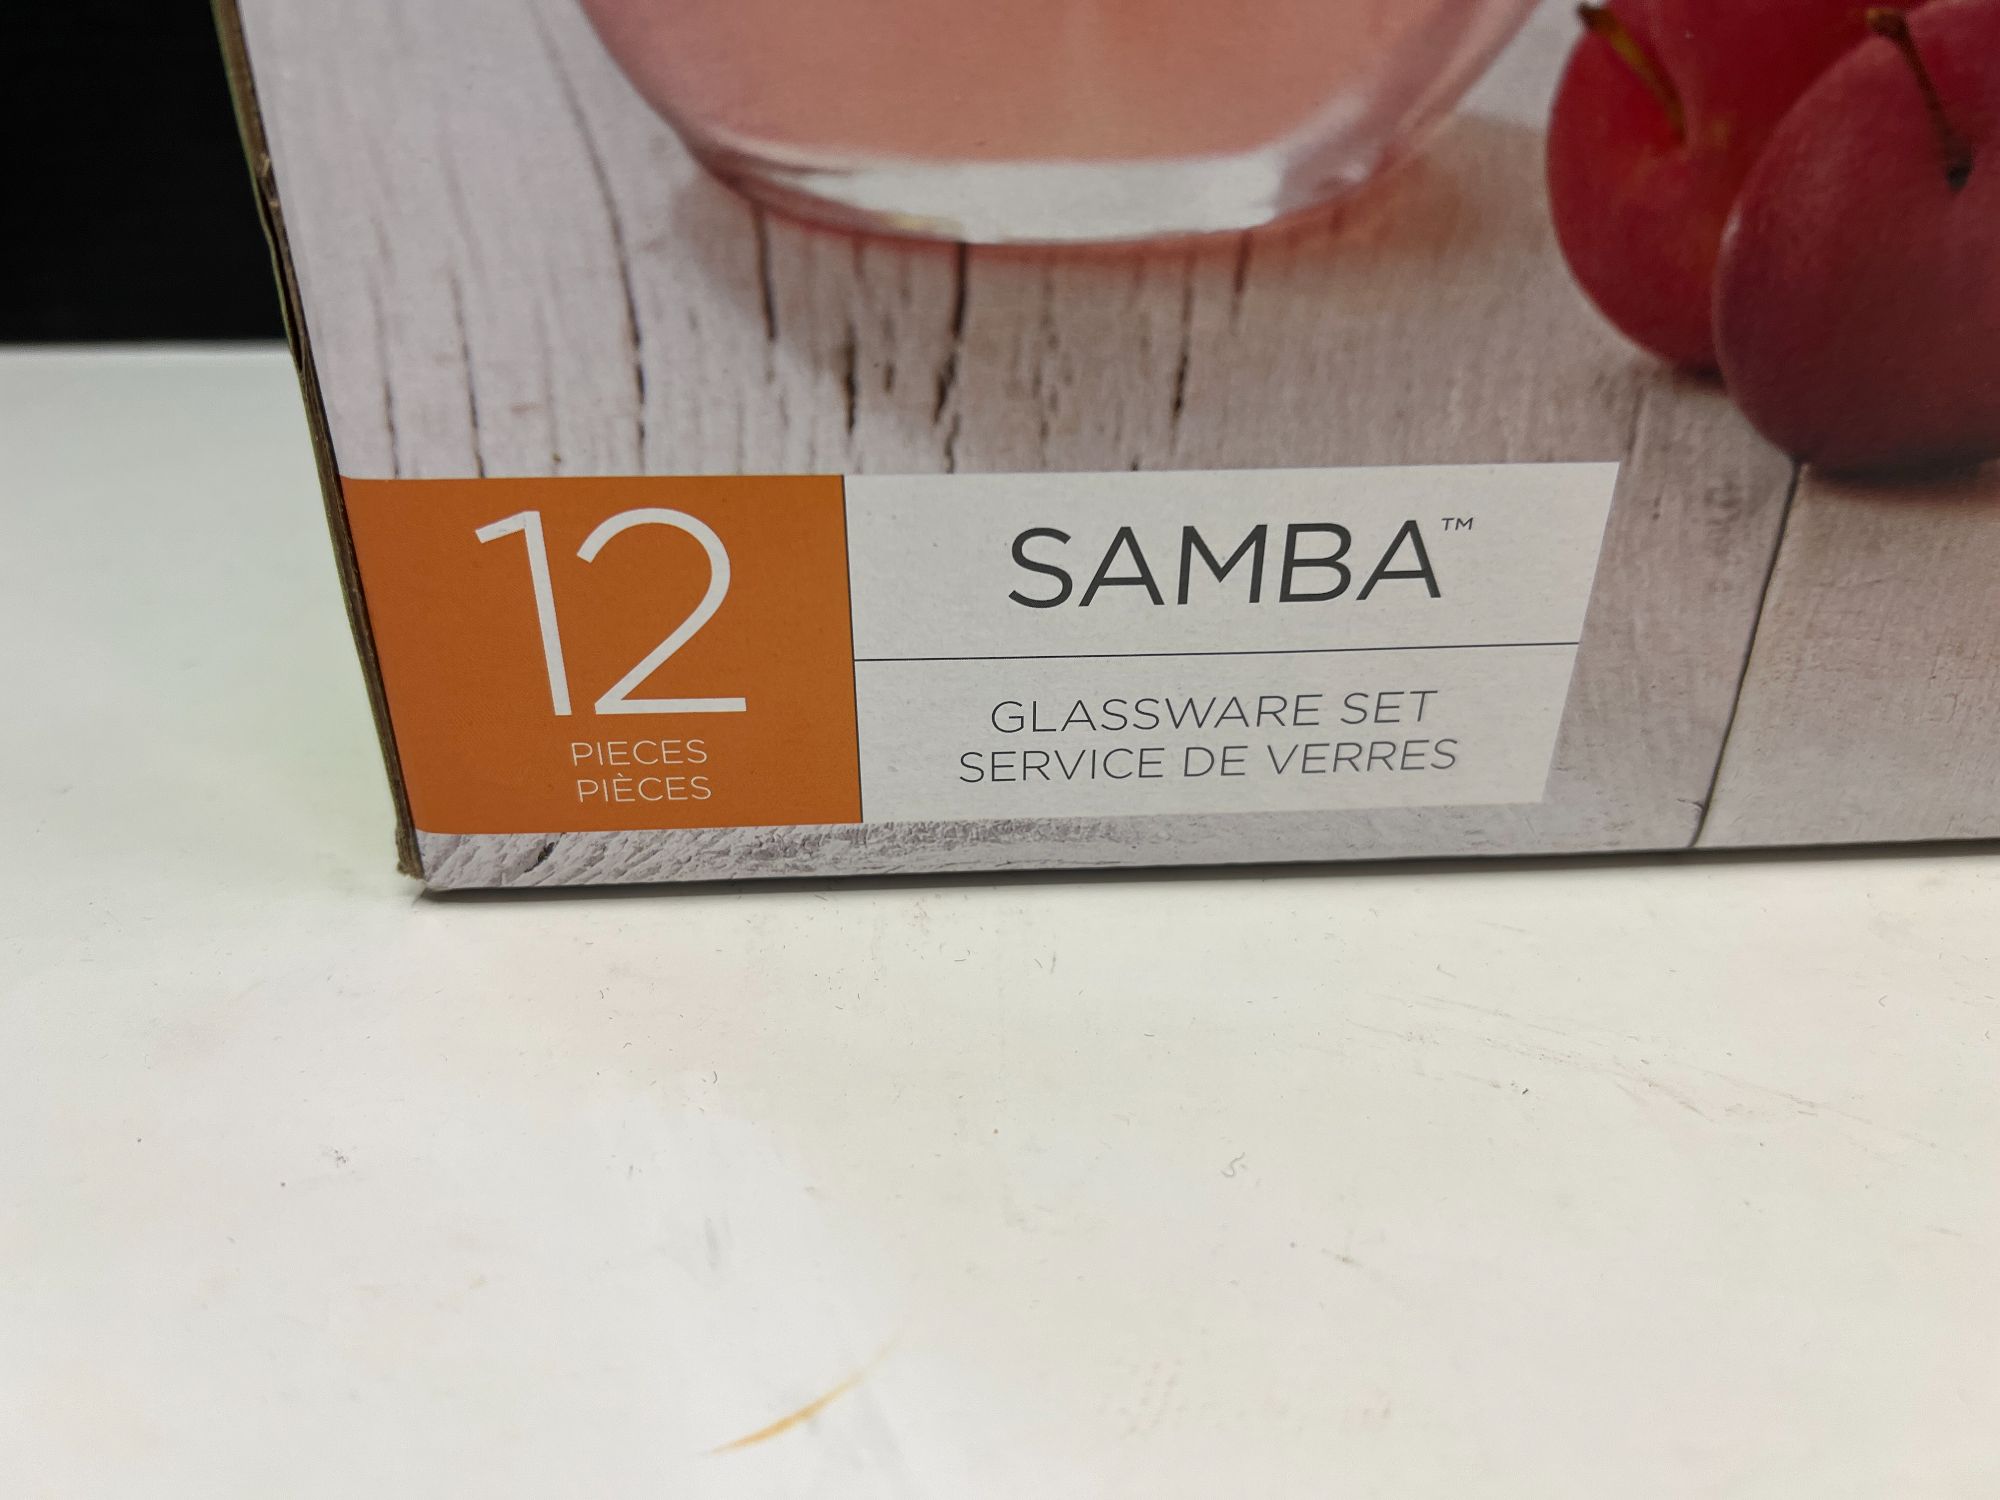 12
PIECES
PIÈCES
SAMBA™
GLASSWARE SET
SERVICE DE VERRES